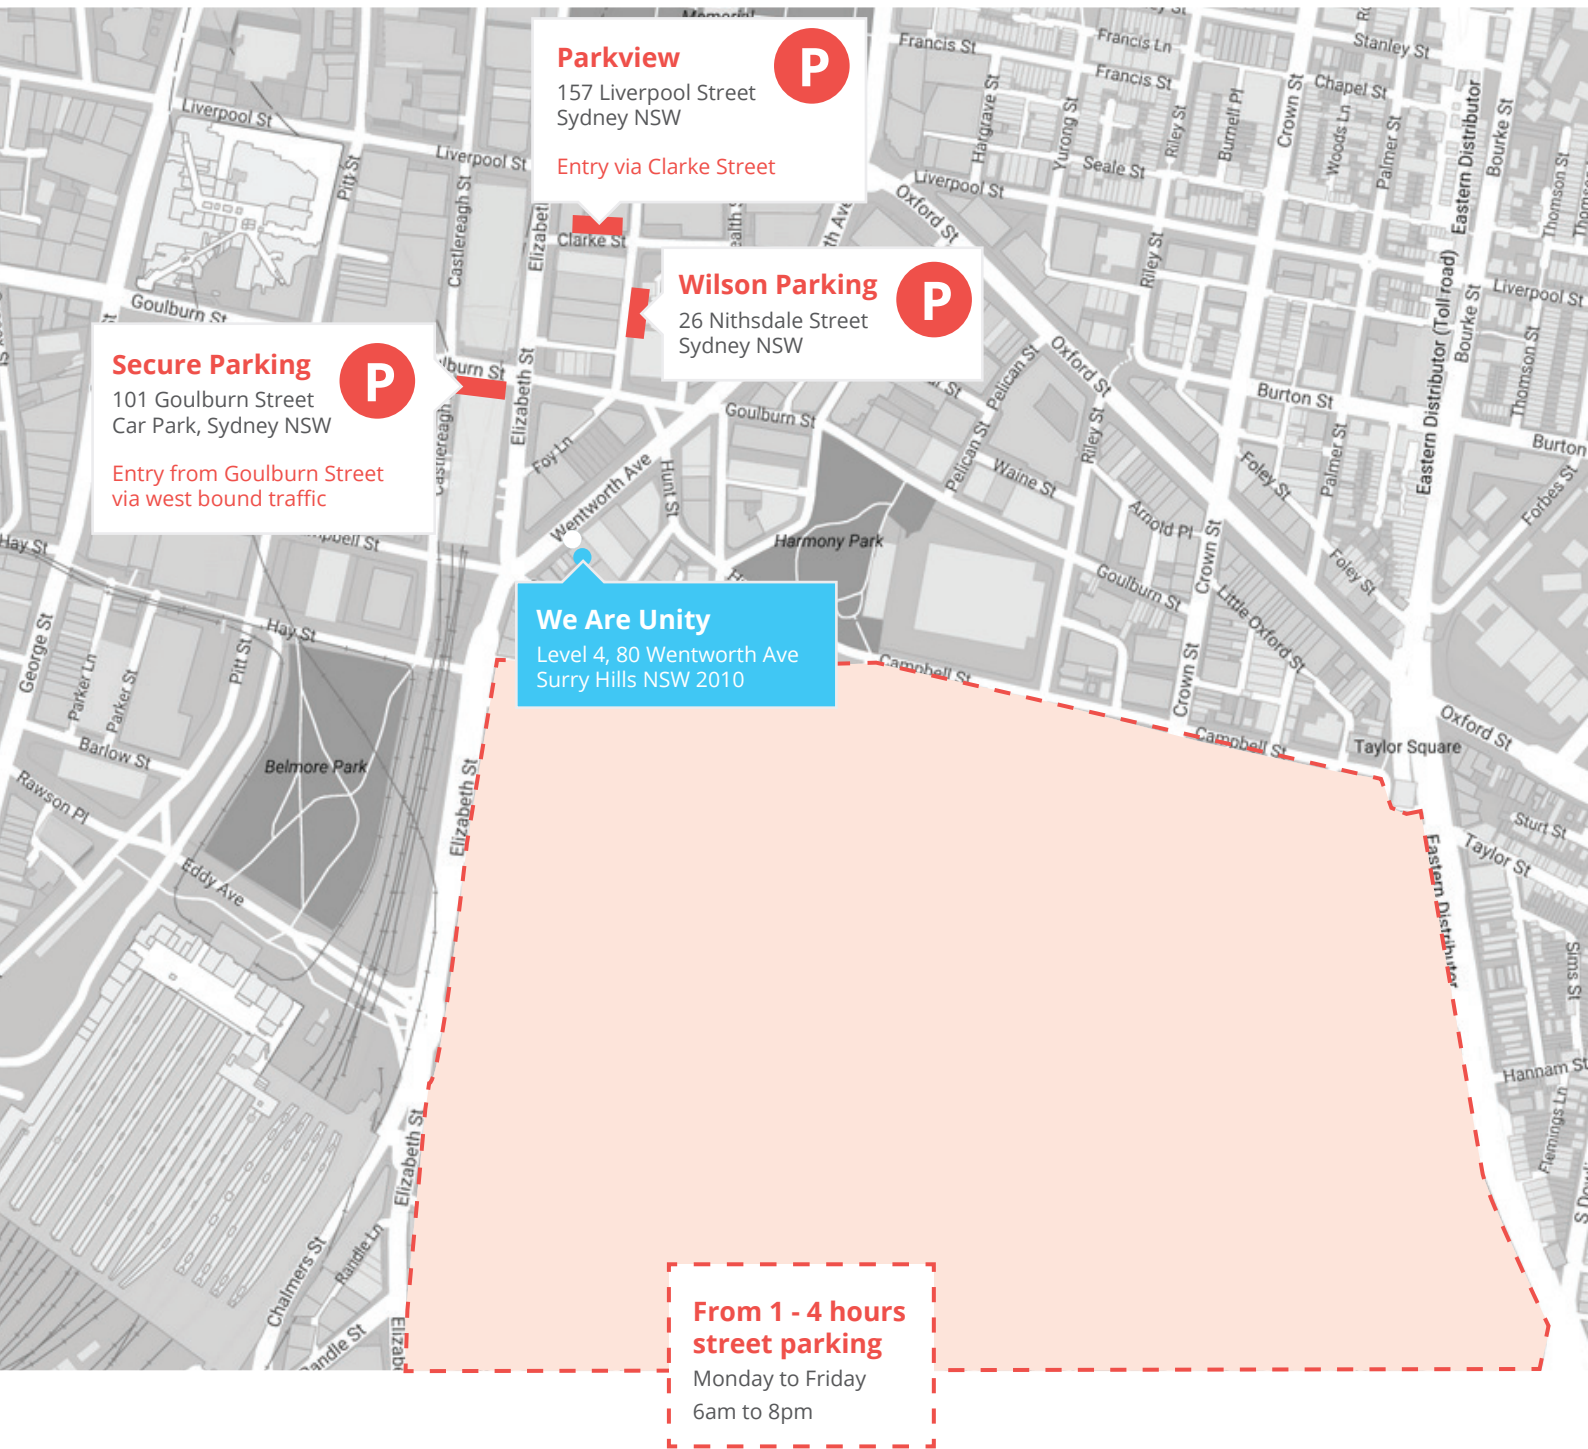 Memorial
Parkview
157 Liverpool Street
Sydney NSW
Entry via Clarke Street
P
Francis St
Francis Ln
Francis St
Stanley St
Chapel St
Hargrave St
Yurong St
Riley St
Burnell Pl
Crown St
Woods Ln
Palmer St
Eastern Distributor
Bourke St
Thomson St
Liverpool St
Pitt St
Liverpool St
Castlereagh St
Clarke St
Seale St
Liverpool St
Oxford St
Riley St
Wilson Parking
26 Nithsdale Street
Sydney NSW
P
Eastern Distributor (Toll road)
Bourke St
Liverpool St
Thomson St
Goulburn St
Secure Parking
101 Goulburn Street
Car Park, Sydney NSW
Entry from Goulburn Street
via west bound traffic
P
Elizabeth St
Foy Ln
Wentworth Ave
Hunt St
Goulburn St
Pelican St
Pelican St
Oxford St
Riley St
Waine St
Arnold Pl
Burton St
Burton
Foley St
Palmer St
Forbes St
Foley St
Harmony Park
Goulburn St
Crown St
Crown St
Little Oxford St
Hay St
Hay St
We Are Unity
Level 4, 80 Wentworth Ave
Surry Hills NSW 2010
Campbell St
Campbell St
Taylor Square
Oxford St
George St
Parker Ln
Parker St
Pitt St
Barlow St
Rawson Pl
Belmore Park
Eddy Ave
Elizabeth St
Eastern Distributor
Sturt St
Taylor St
Sims St
Hannam St
Flemings Ln
Elizabeth St
Chalmers St
Randle Ln
From 1 - 4 hours
street parking
Monday to Friday
6am to 8pm